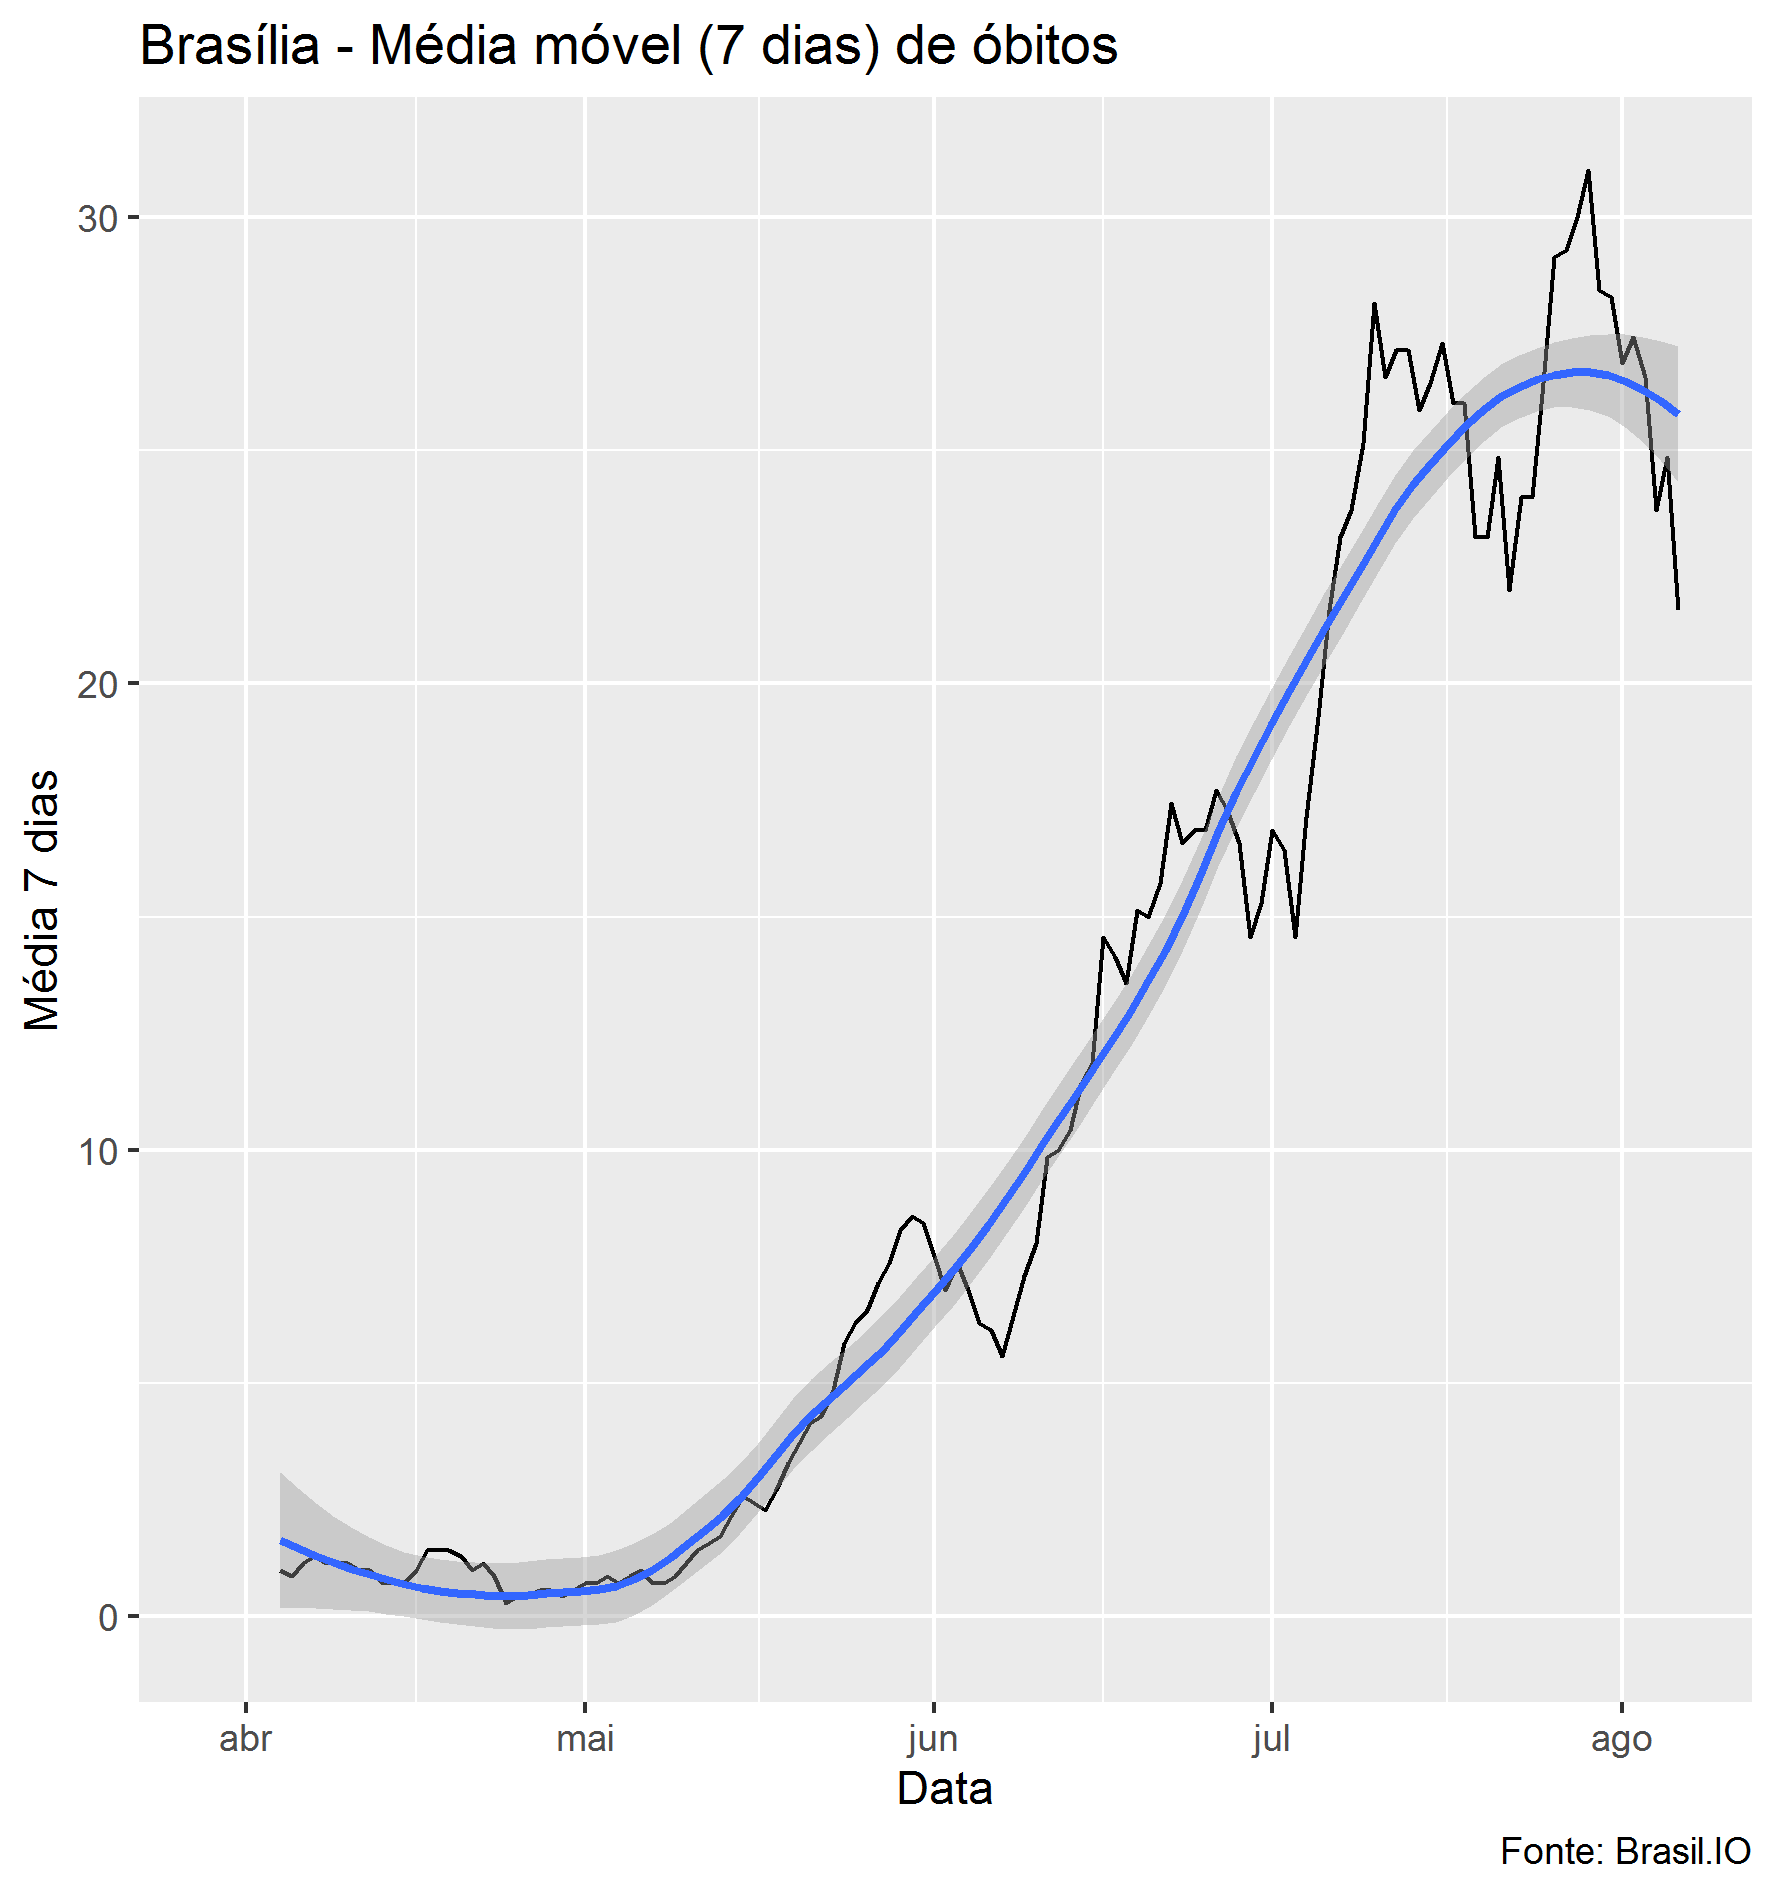 Brasília - Média móvel (7 dias) de óbitos
Média 7 dias
30
20
10
0
abr mai jun jul ago
Data
Fonte: Brasil.IO